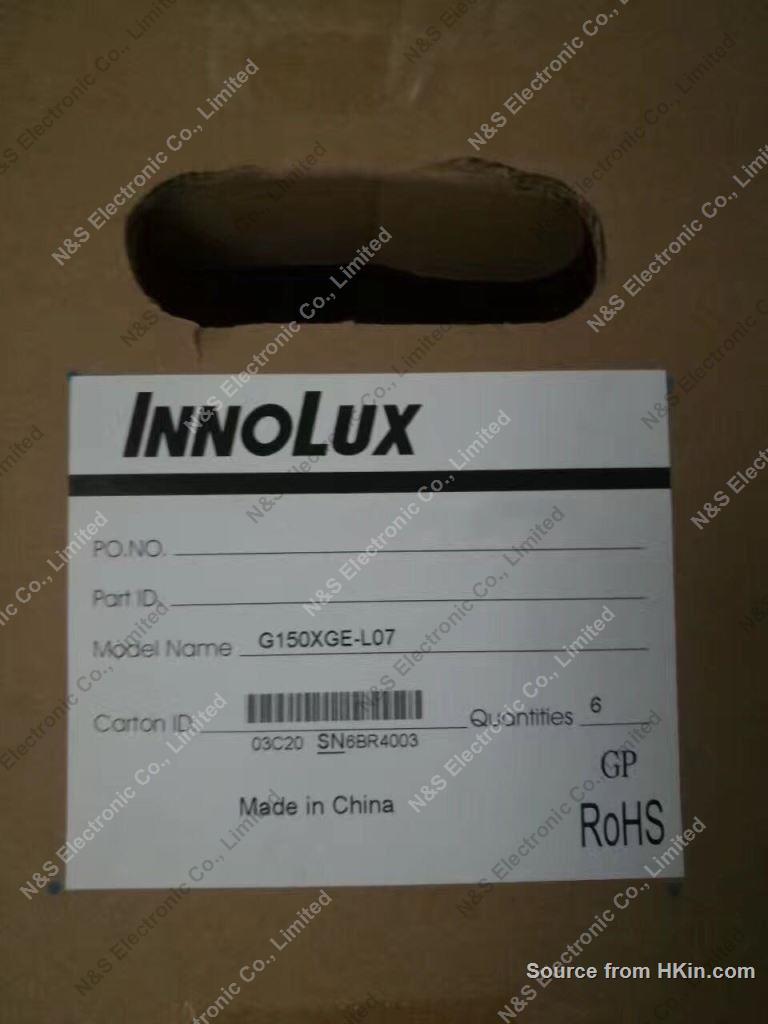 INNOLUX
P.O.NO.
Part ID.
Model Name G150XGE-L07
Carton ID. Quantities 6
03C20 SN6BR4003
GP
Made in China
RoHS
N&S Electronic Co., Limited
Source from HKin.com